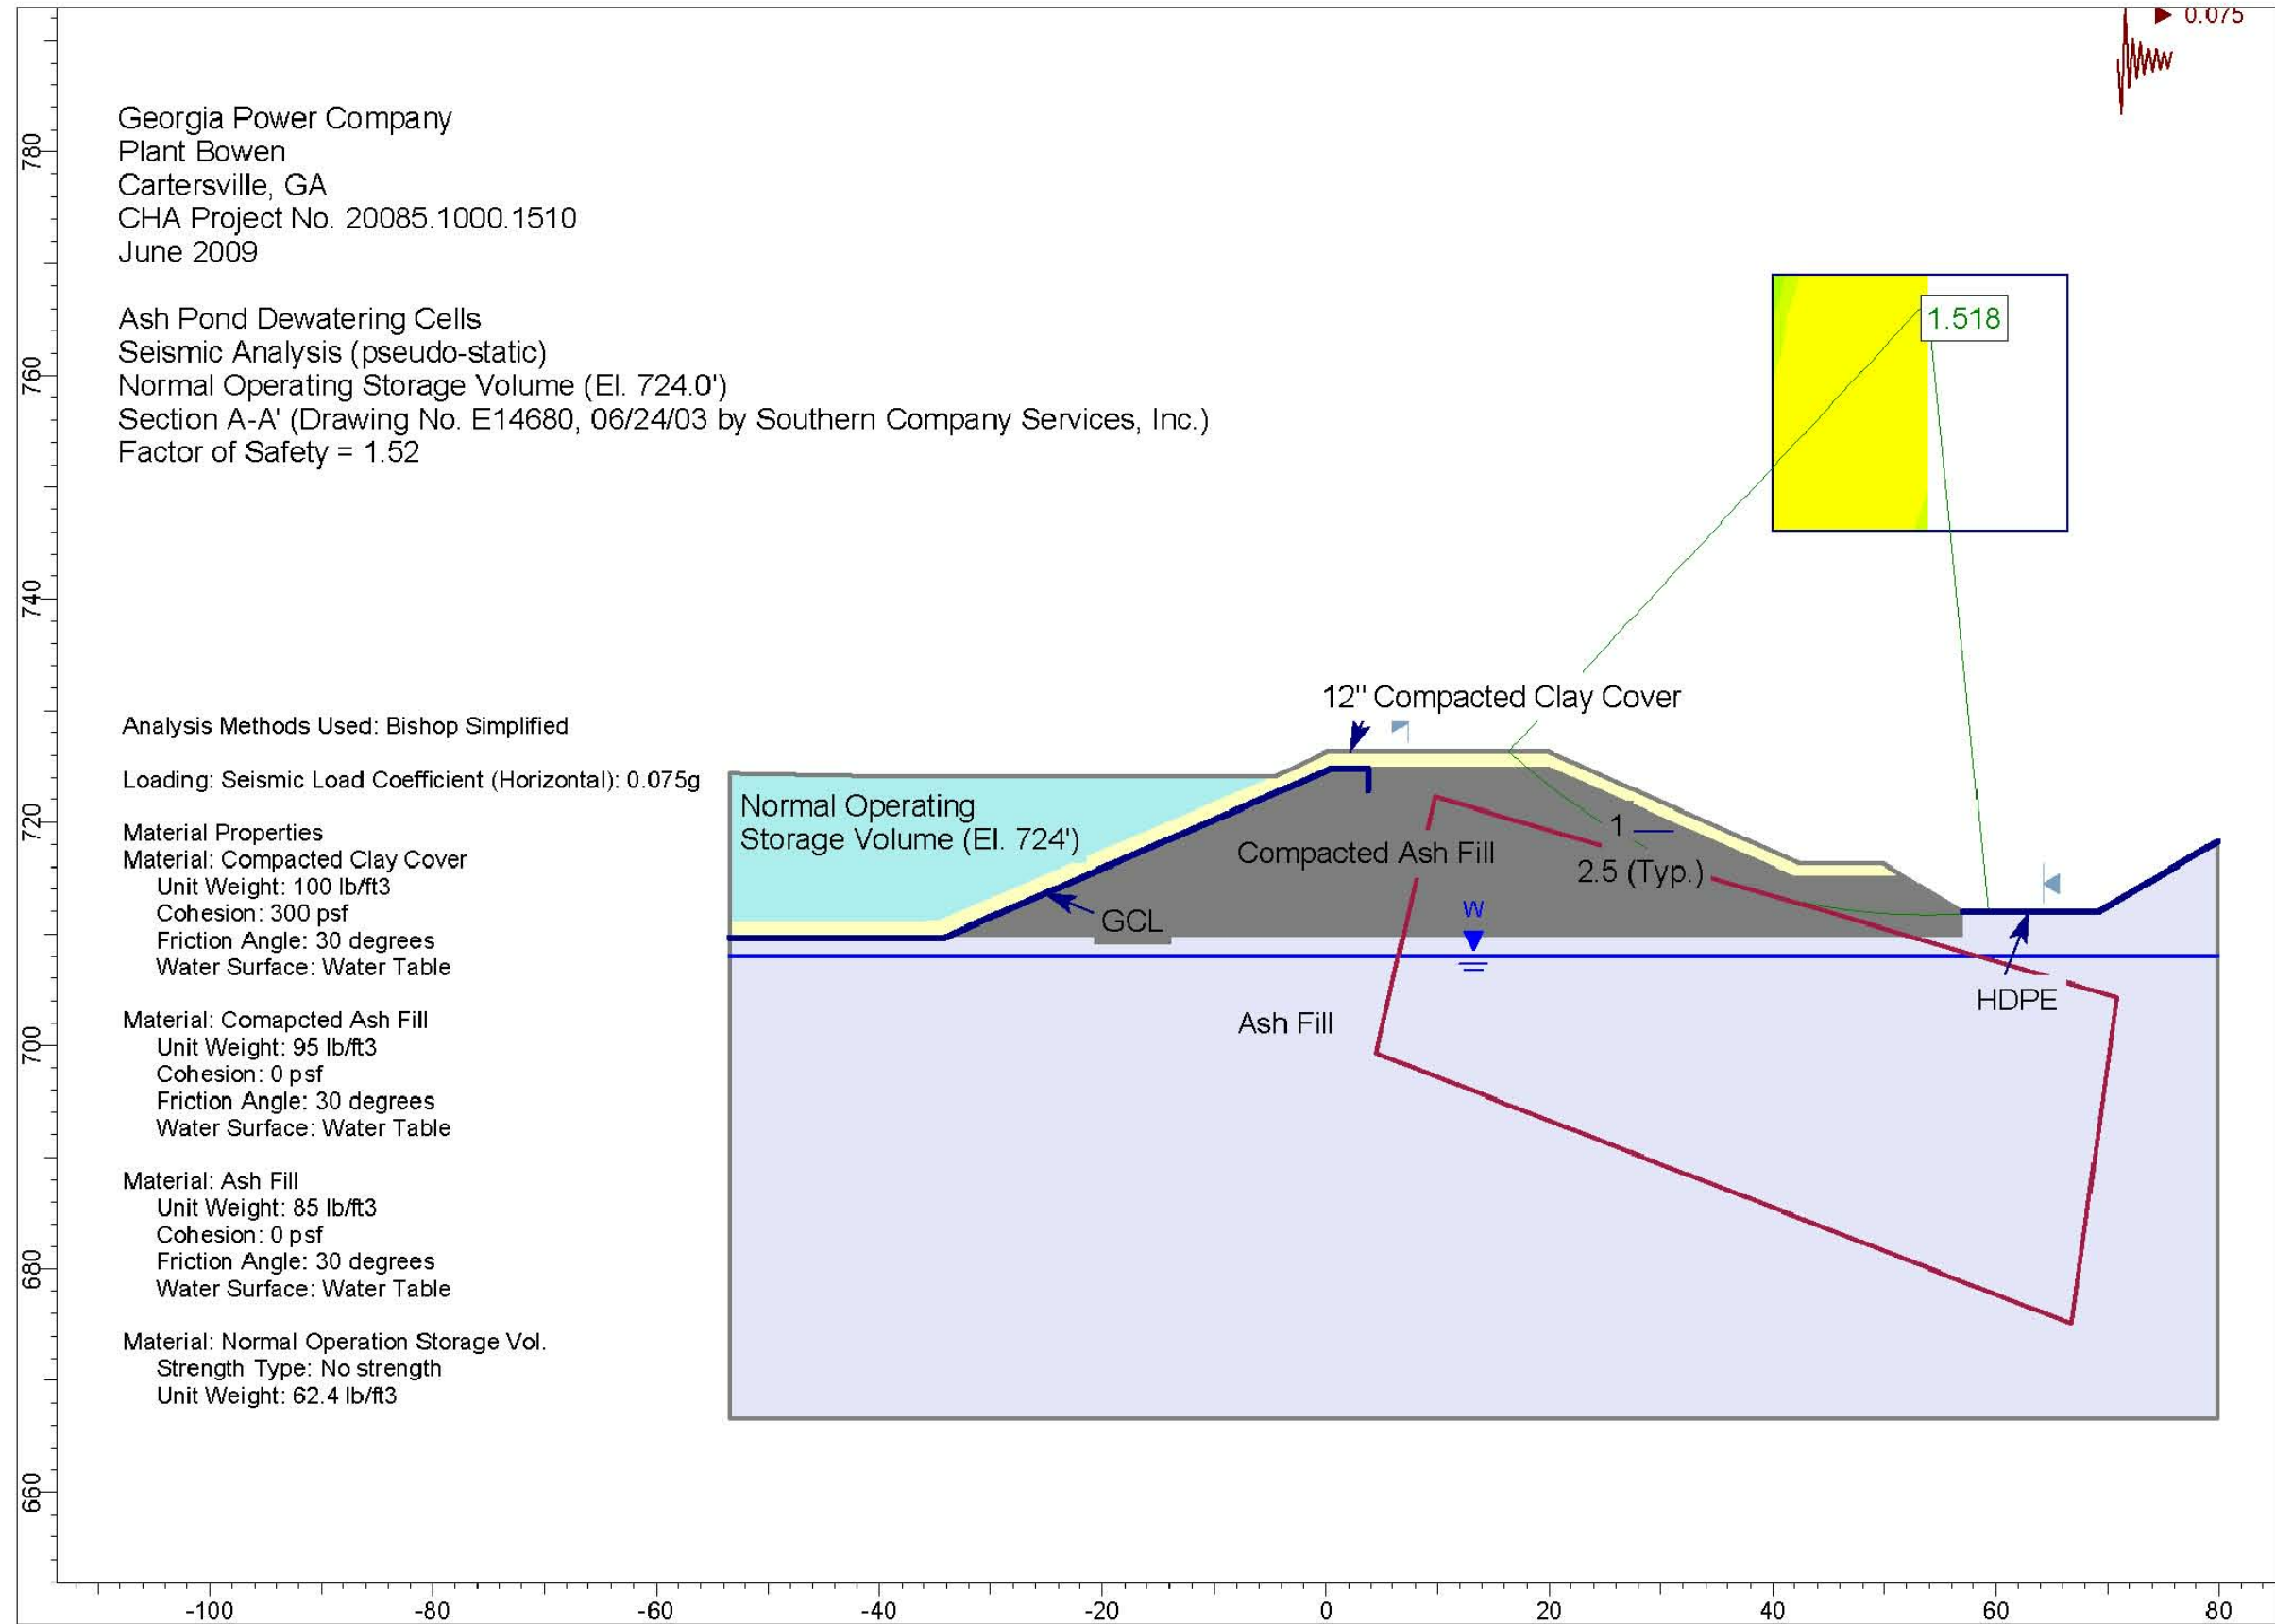 0.075
Georgia Power Company
Plant Bowen
Cartersville, GA
CHA Project No. 20085.1000.1510
June 2009
Ash Pond Dewatering Cells
Seismic Analysis (pseudo-static)
Normal Operating Storage Volume (El. 724.0')
Section A-A' (Drawing No. E14680, 06/24/03 by Southern Company Services, Inc.)
Factor of Safety = 1.52
1.518
Analysis Methods Used: Bishop Simplified
Loading: Seismic Load Coefficient (Horizontal): 0.075g
Material Properties
Material: Compacted Clay Cover
Unit Weight: 100 lb/ft3
Cohesion: 300 psf
Friction Angle: 30 degrees
Water Surface: Water Table
Material: Comapcted Ash Fill
Unit Weight: 95 lb/ft3
Cohesion: 0 psf
Friction Angle: 30 degrees
Water Surface: Water Table
Material: Ash Fill
Unit Weight: 85 lb/ft3
Cohesion: 0 psf
Friction Angle: 30 degrees
Water Surface: Water Table
Material: Normal Operation Storage Vol.
Strength Type: No strength
Unit Weight: 62.4 lb/ft3
12" Compacted Clay Cover
Normal Operating
Storage Volume (El. 724')
Compacted Ash Fill
1
2.5 (Typ.)
GCL
W
HDPE
Ash Fill
780
760
740
720
700
680
660
-100
-80
-60
-40
-20
0
20
40
60
80